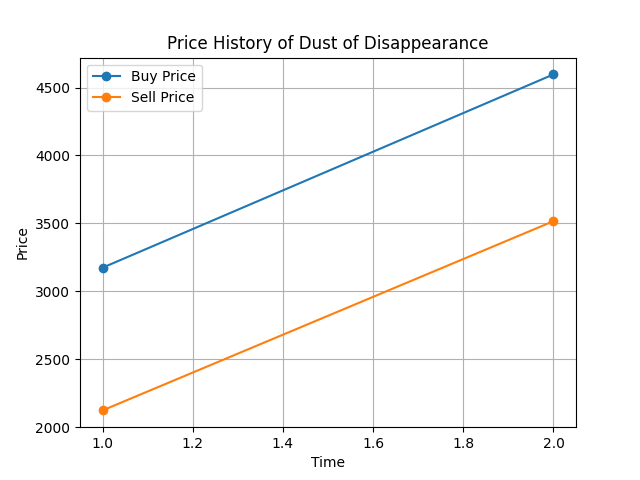 Price History of Dust of Disappearance
Buy Price
Sell Price
4500
4000
3500
3000
2500
2000
Price
1.0 1.2 1.4 1.6 1.8 2.0
Time